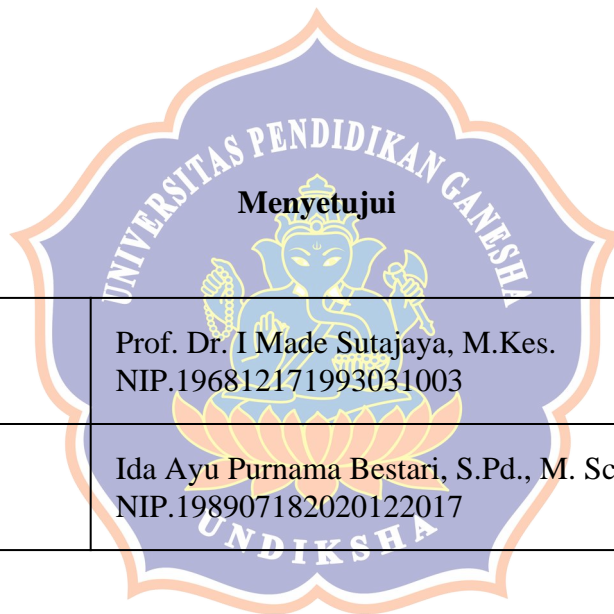 UNIVERSITAS PENDIDIKAN GANESHA
Menyetujui
Prof. Dr. I Made Sutajaya, M.Kes.
NIP.196812171993031003
Ida Ayu Purnama Bestari, S.Pd., M. Sc
NIP.198907182020122017
UNDIKSHA